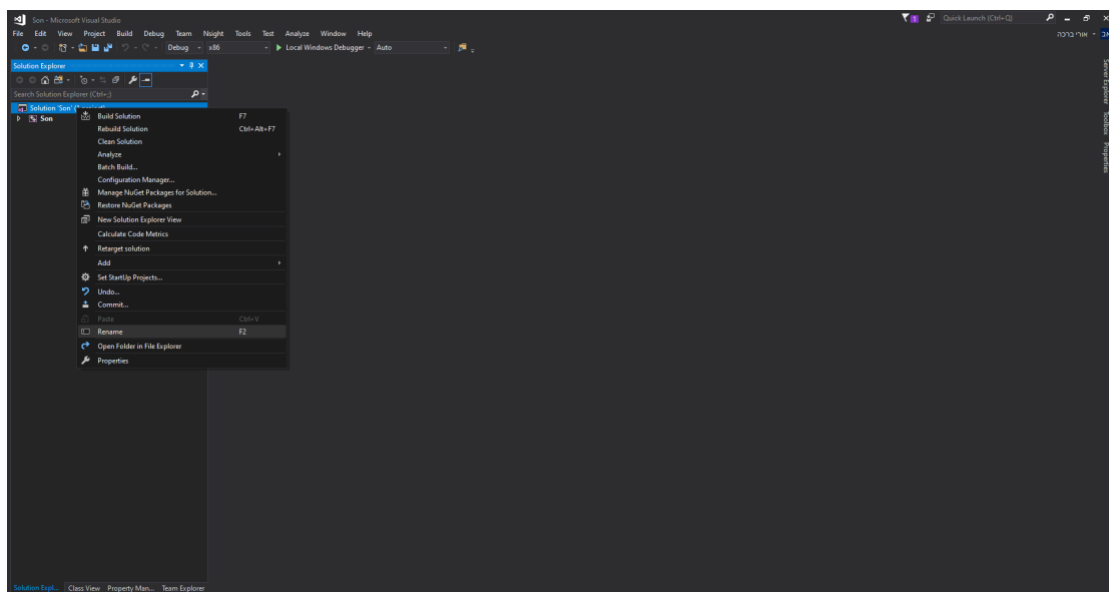 Son - Microsoft Visual Studio
1
Quick Launch (Ctrl+Q)
File Edit View Project Build Debug Team Nsight Tools Test Analyze Window Help
אורי ברכה
Debug x86 Local Windows Debugger Auto
Solution Explorer
Search Solution Explorer (Ctrl+;)
Solution 'Son'
Son
Build Solution F7
Rebuild Solution Ctrl+Alt+F7
Clean Solution
Analyze
Batch Build...
Configuration Manager...
Manage NuGet Packages for Solution...
Restore NuGet Packages
New Solution Explorer View
Calculate Code Metrics
Retarget solution
Add
Set StartUp Projects...
Undo...
Commit...
Paste Ctrl+V
Rename F2
Open Folder in File Explorer
Properties
Server Explorer
Toolbox
Properties
Solution Expl... Class View Property Man... Team Explorer